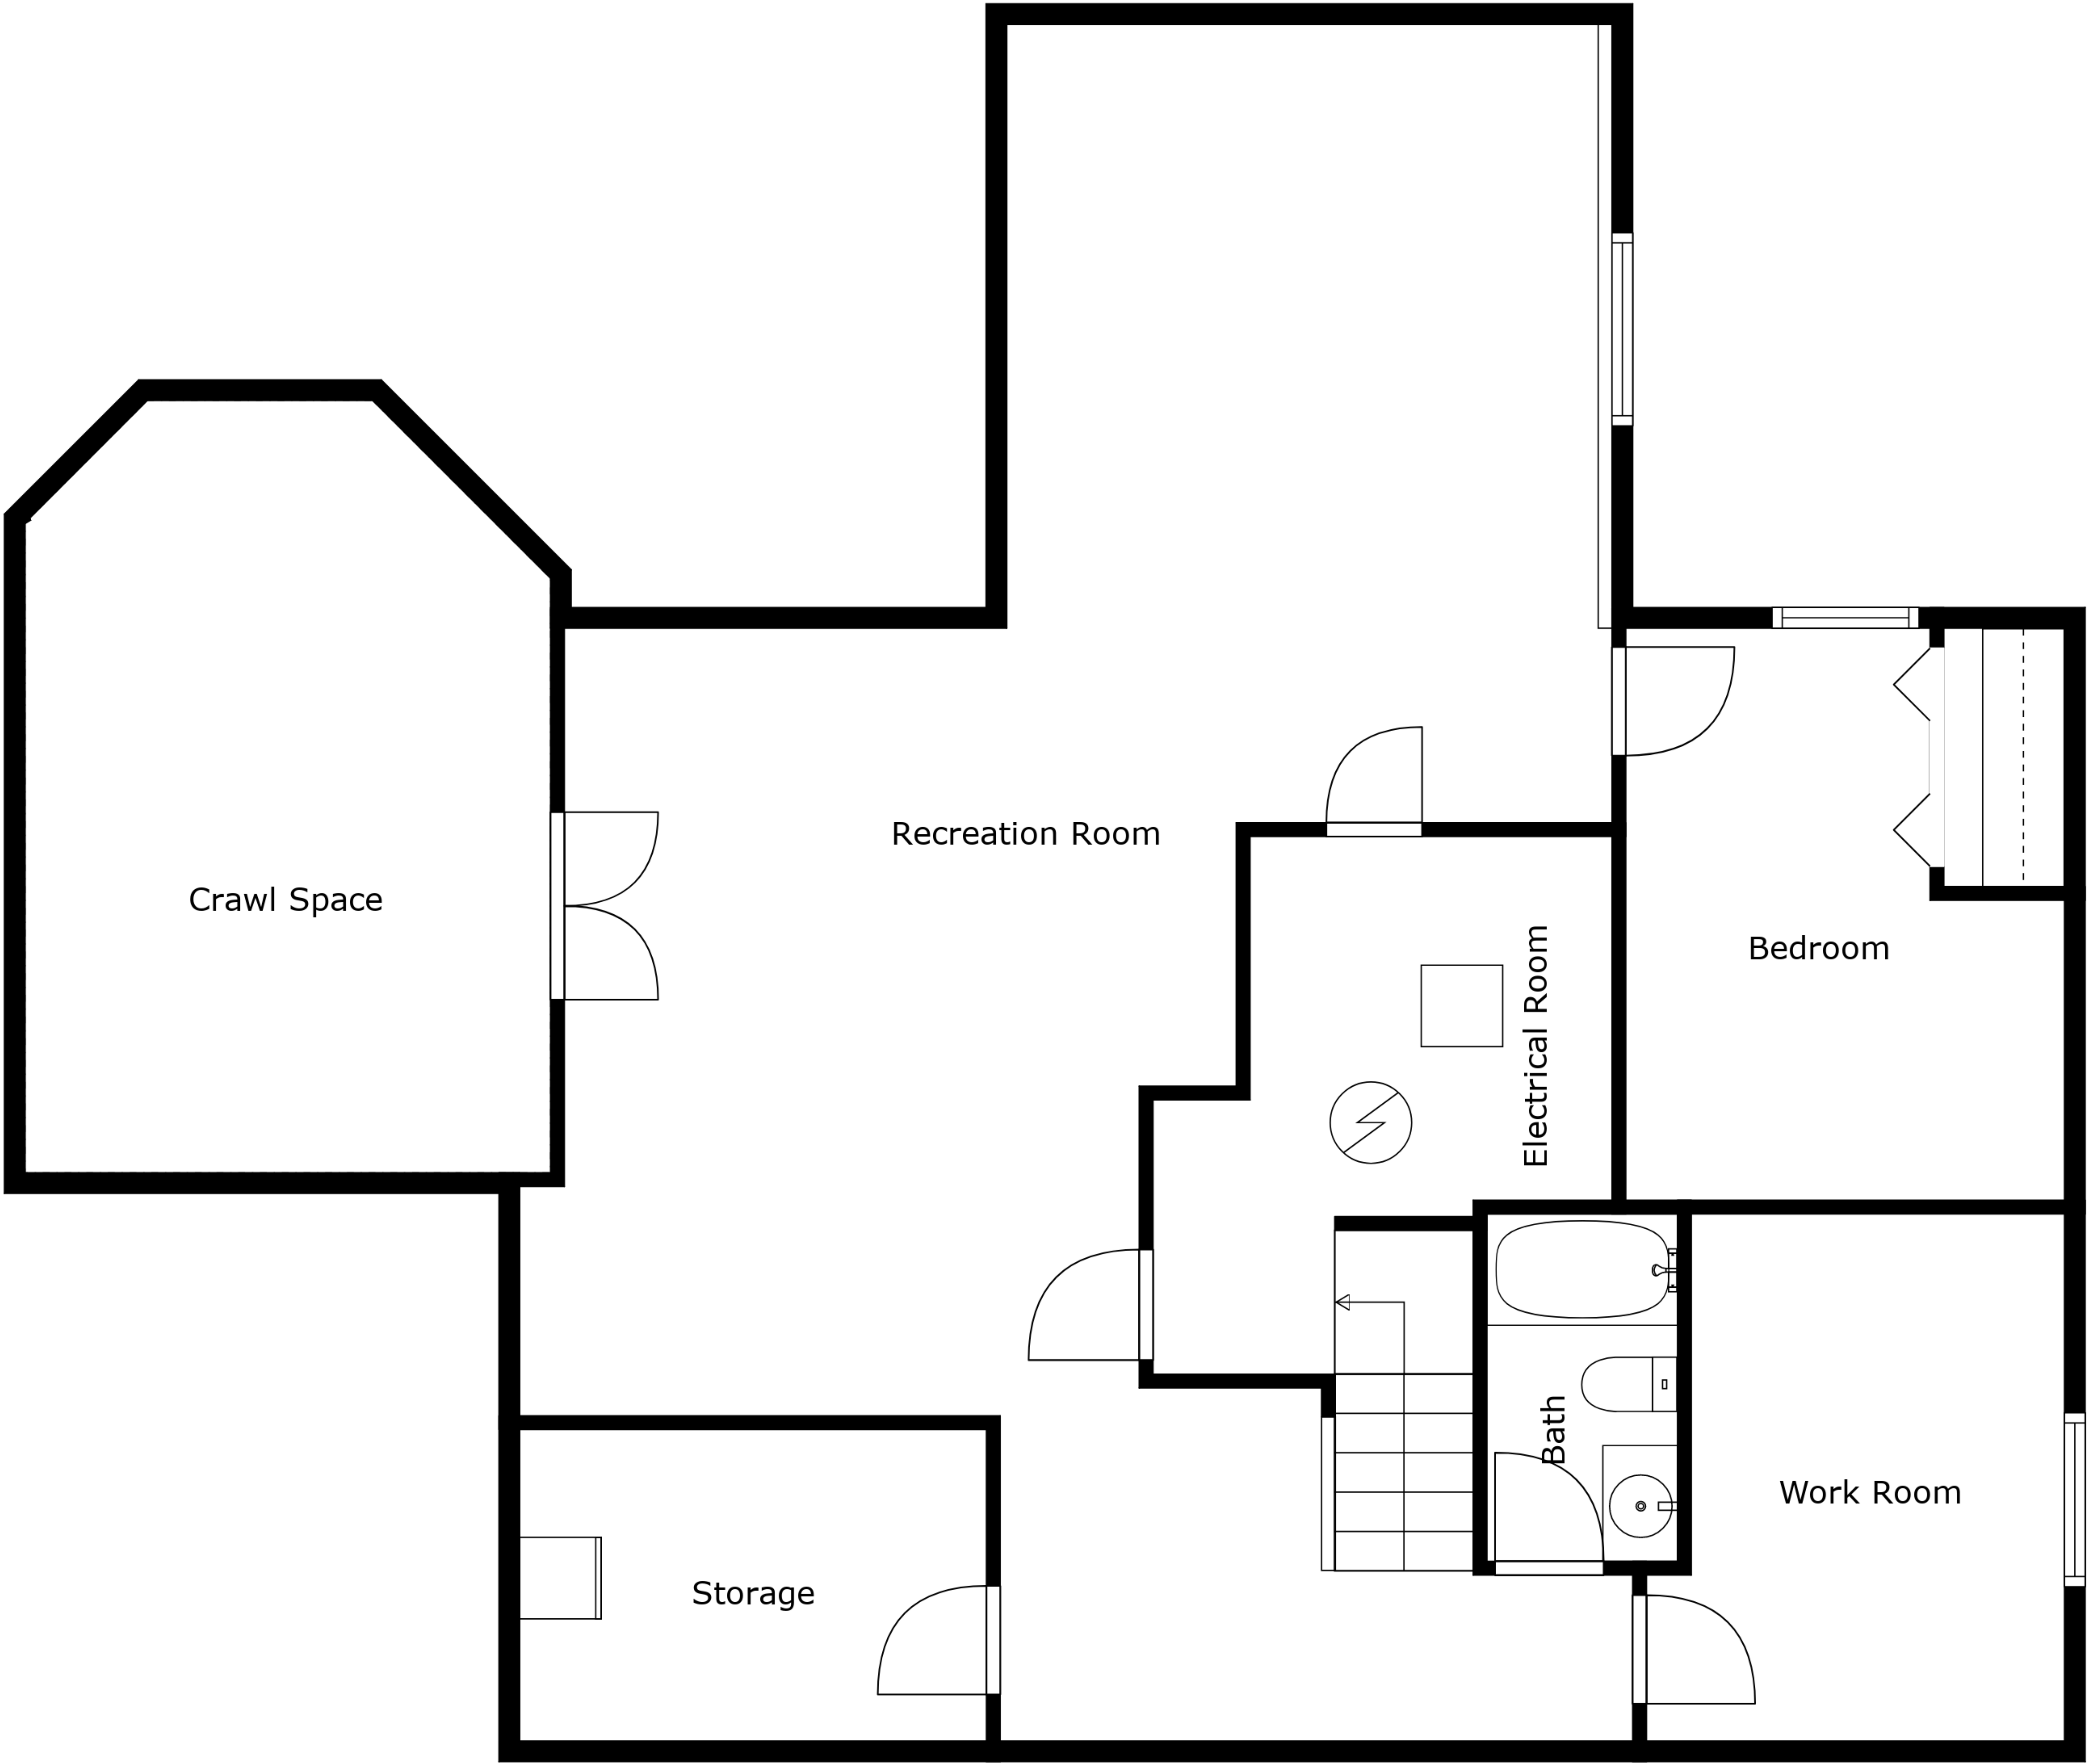 Recreation Room
Crawl Space
Bedroom
Electrical Room
Bath
Work Room
Storage